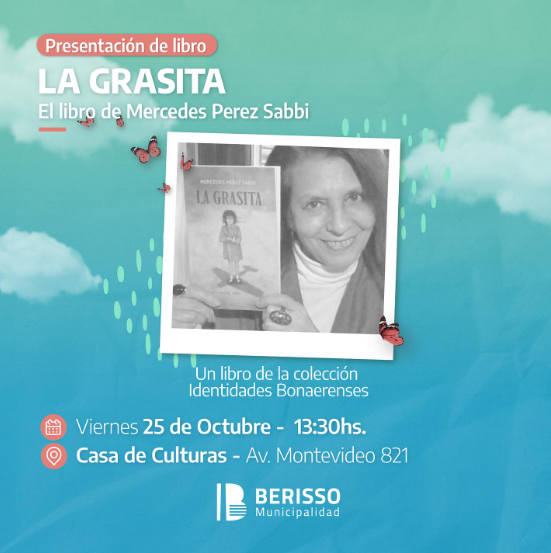 Presentación de libro
LA GRASITA
El libro de Mercedes Perez Sabbi
MERCEDES PÉREZ SABBI
LA GRASITA
Un libro de la colección
Identidades Bonaerenses
Viernes 25 de Octubre - 13:30hs.
Casa de Culturas - Av. Montevideo 821
BERISSO
Municipalidad